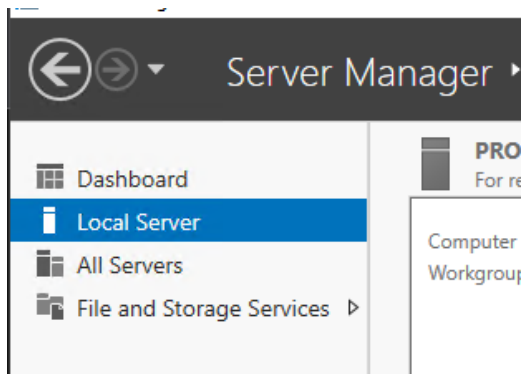 Server Manager
PRO
For re
Dashboard
Local Server
Computer
All Servers
Workgroup
File and Storage Services